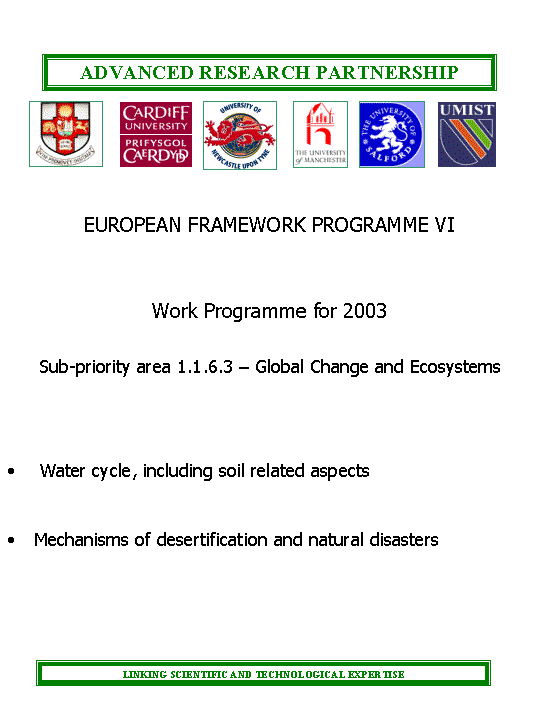 ADVANCED RESEARCH PARTNERSHIP
CARDIFF
UNIVERSITY
PRIFYSGOL
CAERDYDD
UNIVERSITY OF
NEWCASTLE UPON TYNE
THE UNIVERSITY
of MANCHESTER
THE UNIVERSITY OF
SALFORD
UMIST
EUROPEAN FRAMEWORK PROGRAMME VI
Work Programme for 2003
Sub-priority area 1.1.6.3 – Global Change and Ecosystems
• Water cycle, including soil related aspects
• Mechanisms of desertification and natural disasters
LINKING SCIENTIFIC AND TECHNOLOGICAL EXPERTISE